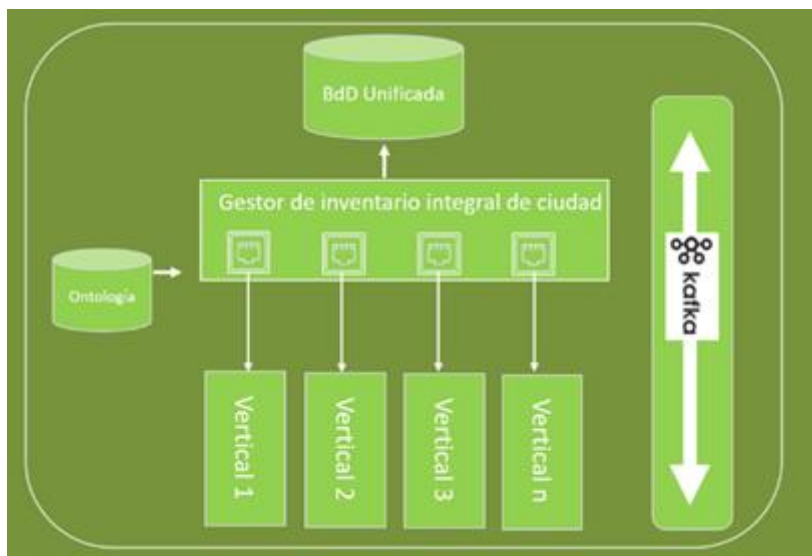 BdD Unificada
Gestor de inventario integral de ciudad
Ontología
Vertical 1
Vertical 2
Vertical 3
Vertical n
kafka